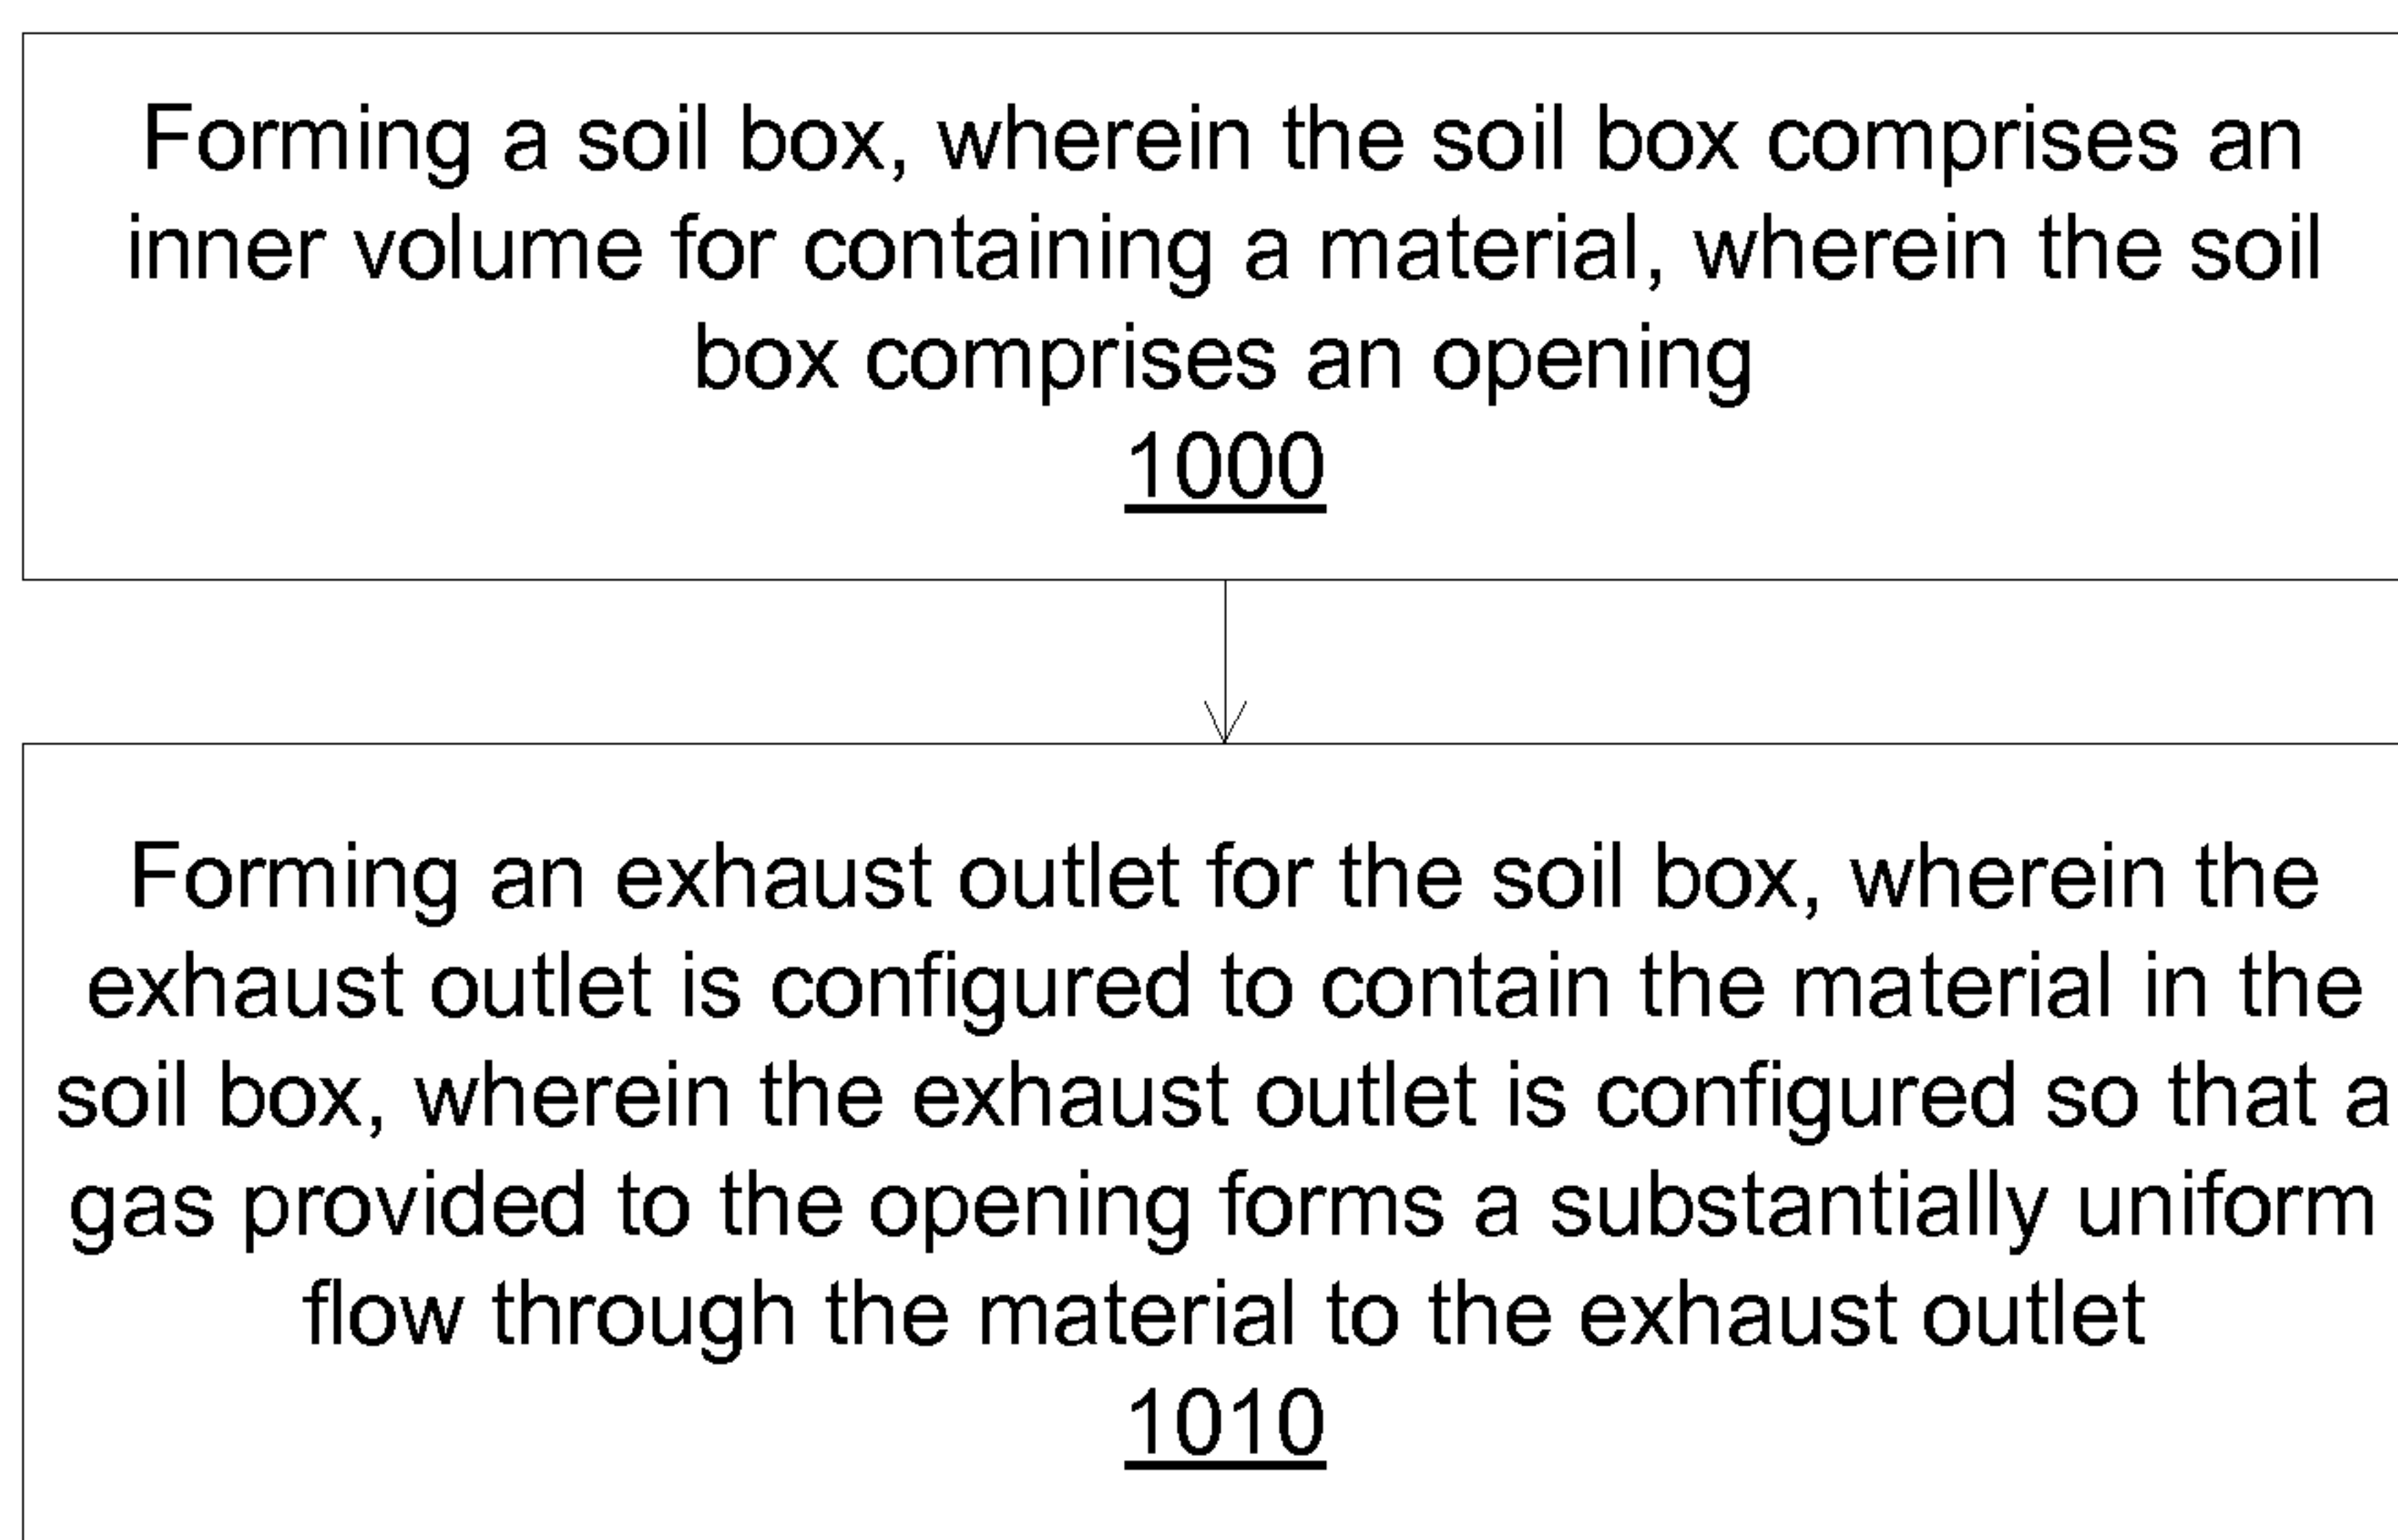 Forming a soil box, wherein the soil box comprises an
inner volume for containing a material, wherein the soil
box comprises an opening
1000
Forming an exhaust outlet for the soil box, wherein the
exhaust outlet is configured to contain the material in the
soil box, wherein the exhaust outlet is configured so that a
gas provided to the opening forms a substantially uniform
flow through the material to the exhaust outlet
1010